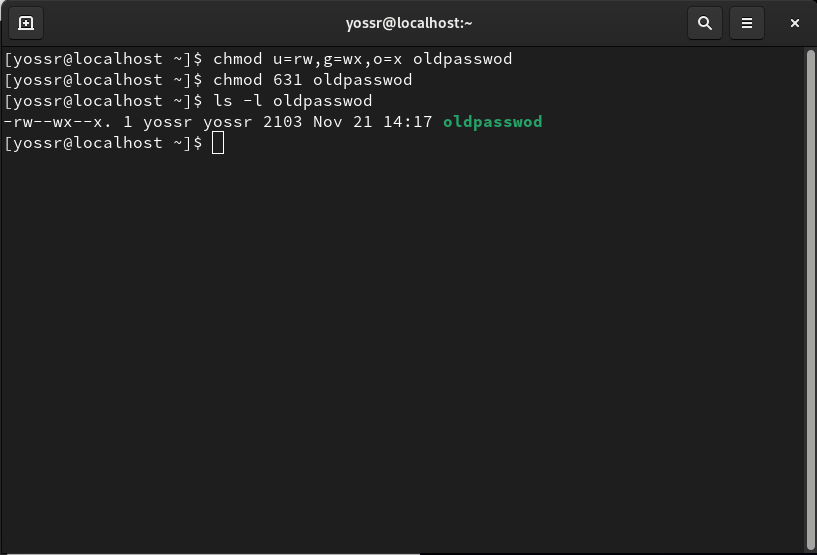 yossr@localhost:~
[yossr@localhost ~]$ chmod u=rw,g=wx,o=x oldpasswod
[yossr@localhost ~]$ chmod 631 oldpasswod
[yossr@localhost ~]$ ls -l oldpasswod
-rw--wx--x. 1 yossr yossr 2103 Nov 21 14:17 oldpasswod
[yossr@localhost ~]$